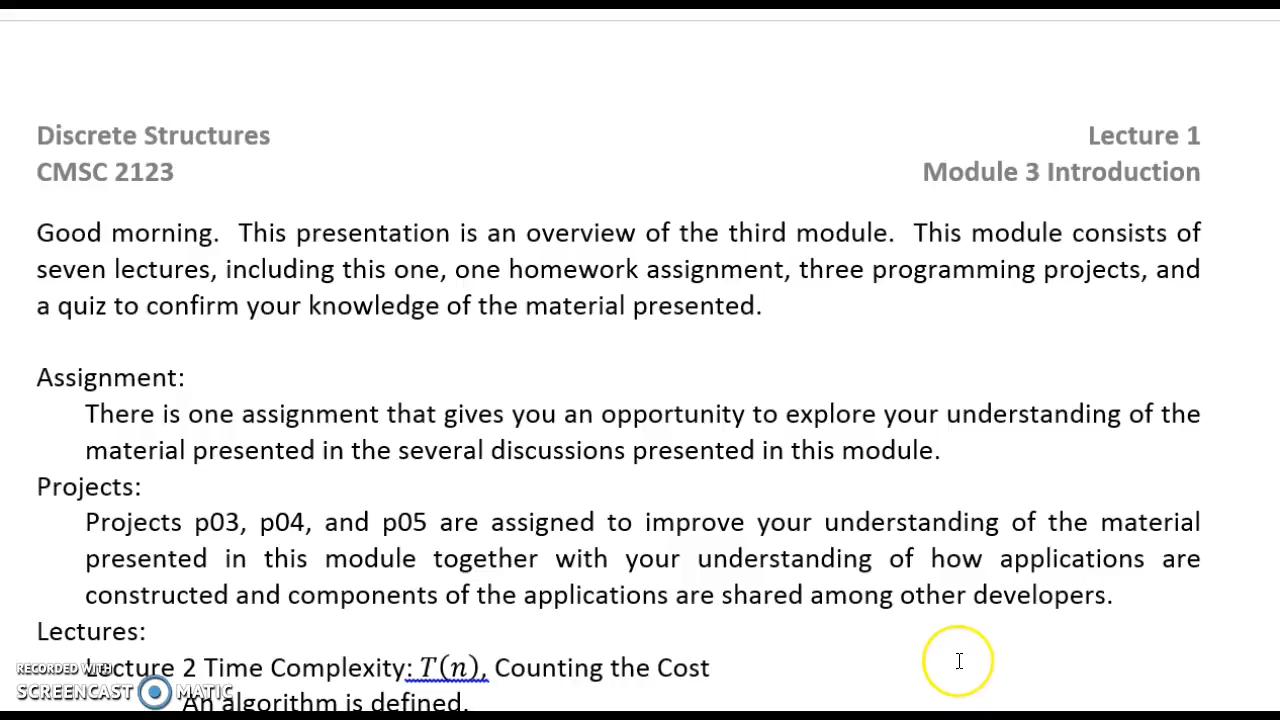 Discrete Structures
Lecture 1
CMSC 2123
Module 3 Introduction
Good morning.  This presentation is an overview of the third module.  This module consists of
seven lectures, including this one, one homework assignment, three programming projects, and
a quiz to confirm your knowledge of the material presented.
Assignment:
There is one assignment that gives you an opportunity to explore your understanding of the
material presented in the several discussions presented in this module.
Projects:
Projects p03, p04, and p05 are assigned to improve your understanding of the material
presented in this module together with your understanding of how applications are
constructed and components of the applications are shared among other developers.
Lectures:
Lecture 2 Time Complexity: T(n), Counting the Cost
An algorithm is defined.
RECORDED WITH
SCREENCAST MATIC